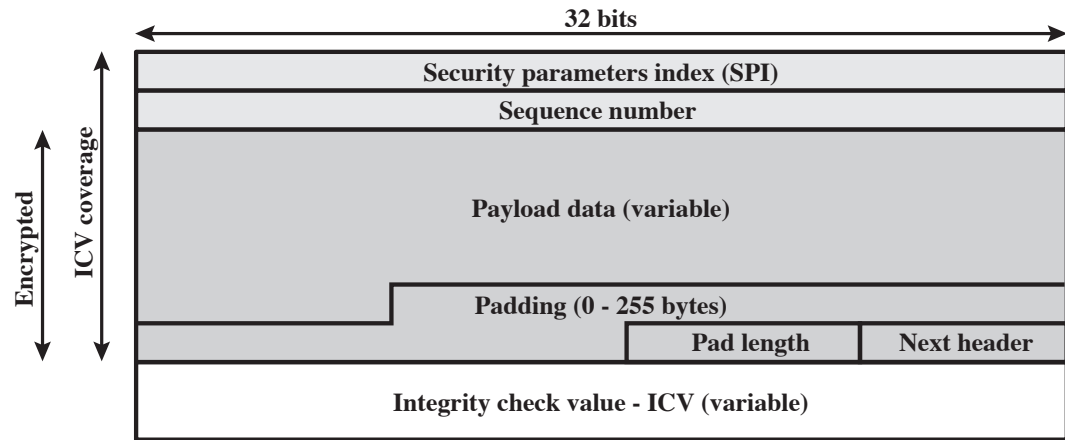 32 bits
Security parameters index (SPI)
Sequence number
Encrypted
ICV coverage
Payload data (variable)
Padding (0 - 255 bytes)
Pad length
Next header
Integrity check value - ICV (variable)